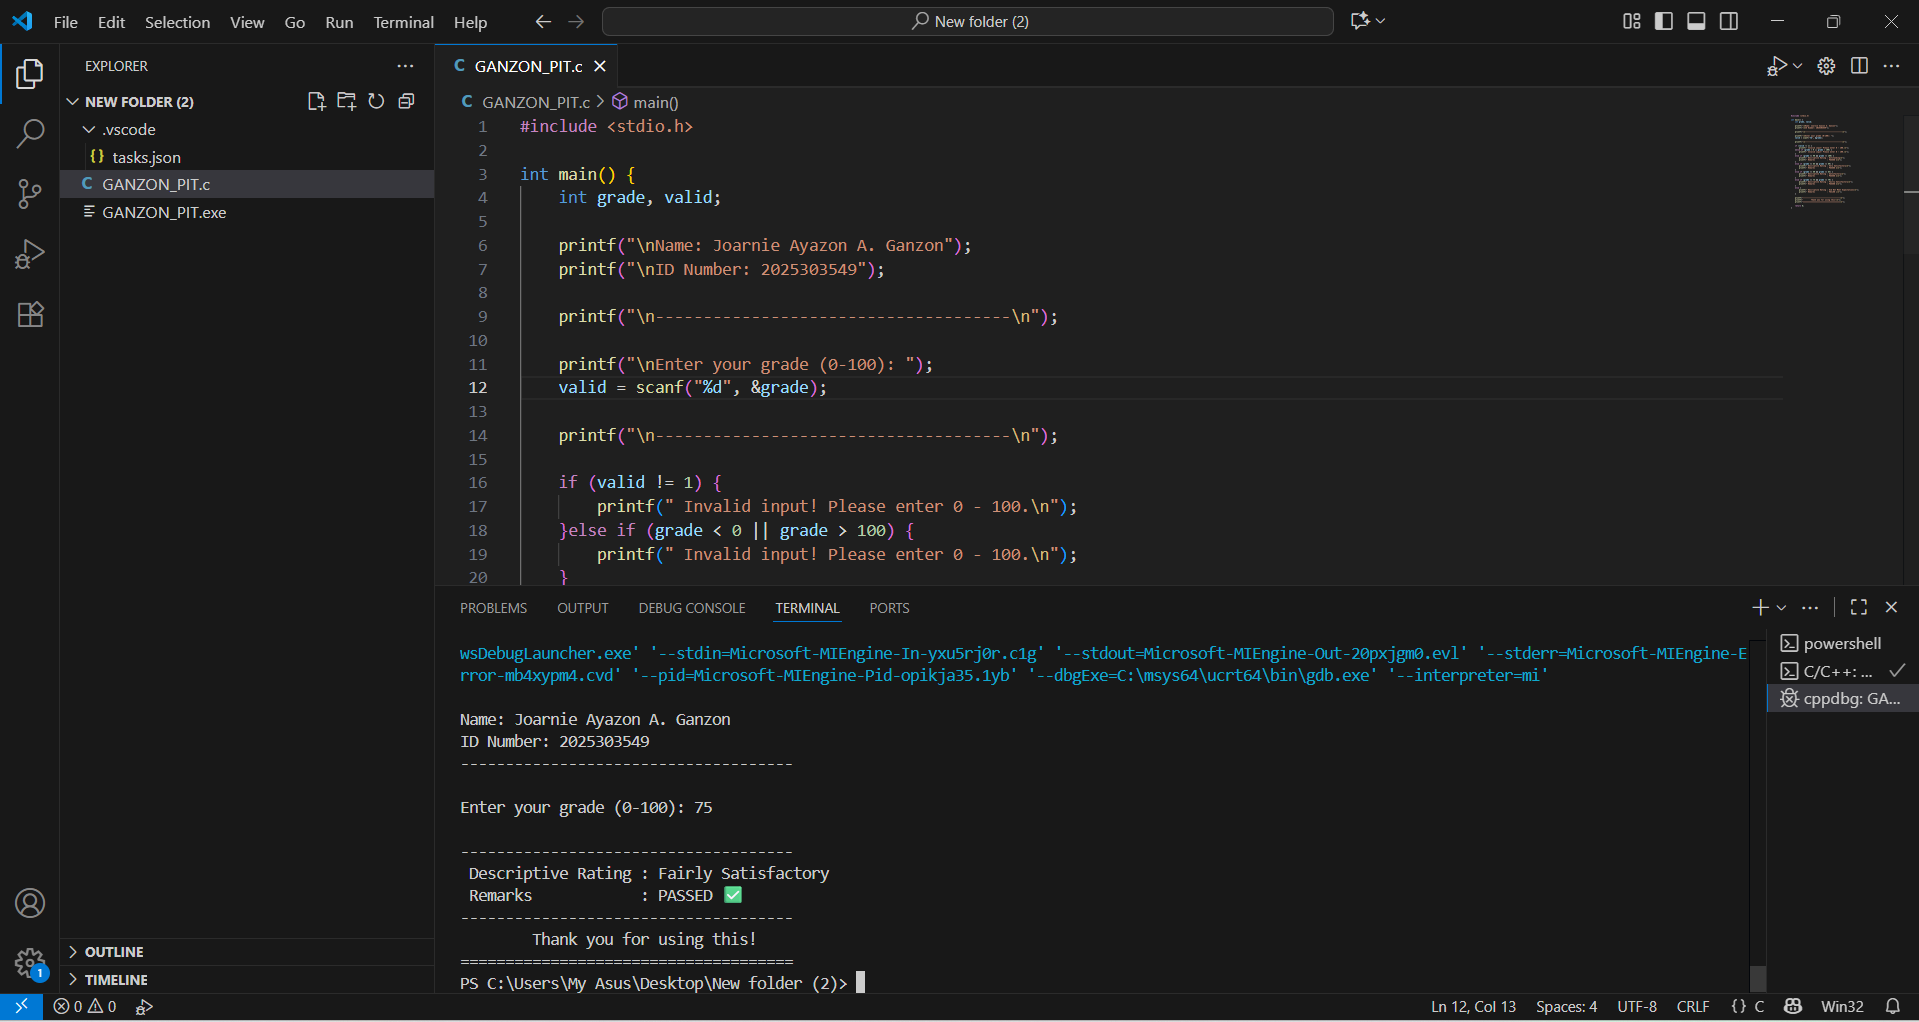 File Edit Selection View Go Run Terminal Help
New folder (2)
EXPLORER
NEW FOLDER (2)
.vscode
{} tasks.json
C GANZON_PIT.c
GANZON_PIT.exe
OUTLINE
TIMELINE
1
C GANZON_PIT.c
C GANZON_PIT.c > main()
1 #include <stdio.h>
2
3 int main() {
4 int grade, valid;
5
6 printf("\nName: Joarnie Ayazon A. Ganzon");
7 printf("\nID Number: 2025303549");
8
9 printf("\n-------------------------------------\n");
10
11 printf("\nEnter your grade (0-100): ");
12 valid = scanf("%d", &grade);
13
14 printf("\n-------------------------------------\n");
15
16 if (valid != 1) {
17 printf(" Invalid input! Please enter 0 - 100.\n");
18 }else if (grade < 0 || grade > 100) {
19 printf(" Invalid input! Please enter 0 - 100.\n");
20 }
PROBLEMS OUTPUT DEBUG CONSOLE TERMINAL PORTS
wsDebugLauncher.exe' '--stdin=Microsoft-MIEngine-In-yxu5rj0r.c1g' '--stdout=Microsoft-MIEngine-Out-20pxjgm0.evl' '--stderr=Microsoft-MIEngine-E
rror-mb4xypm4.cvd' '--pid=Microsoft-MIEngine-Pid-opikja35.1yb' '--dbgExe=C:\msys64\ucrt64\bin\gdb.exe' '--interpreter=mi'
Name: Joarnie Ayazon A. Ganzon
ID Number: 2025303549
-------------------------------------
Enter your grade (0-100): 75
-------------------------------------
Descriptive Rating : Fairly Satisfactory
Remarks : PASSED ✅
-------------------------------------
Thank you for using this!
=====================================
PS C:\Users\My Asus\Desktop\New folder (2)>
powershell
C/C++: ...
cppdbg: GA...
0 0
Ln 12, Col 13 Spaces: 4 UTF-8 CRLF {} C Win32